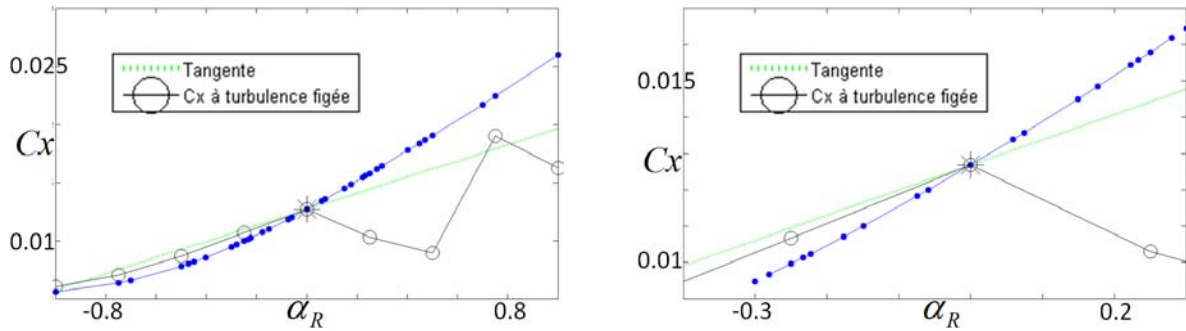 0.025
Tangente
Cx à turbulence figée
Cx
0.01
-0.8
α_R
0.8
0.015
Tangente
Cx à turbulence figée
Cx
0.01
-0.3
α_R
0.2